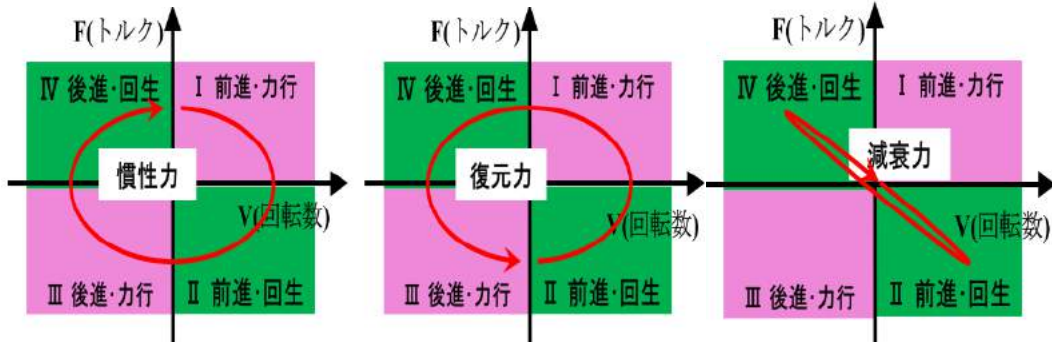 F(トルク)
Ⅳ 後進·回生
Ⅰ 前進·力行
慣性力
V(回転数)
Ⅲ 後進·力行
Ⅱ 前進·回生
F(トルク)
Ⅳ 後進·回生
Ⅰ 前進·力行
復元力
V(回転数)
Ⅲ 後進·力行
Ⅱ 前進·回生
F(トルク)
Ⅳ 後進·回生
Ⅰ 前進·力行
減衰力
V(回転数)
Ⅲ 後進·力行
Ⅱ 前進·回生